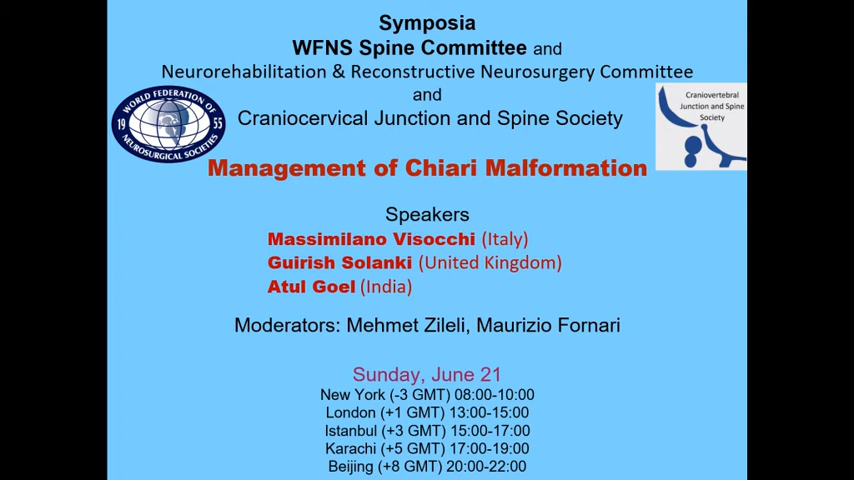 Symposia
WFNS Spine Committee and
Neurorehabilitation & Reconstructive Neurosurgery Committee
and
Craniocervical Junction and Spine Society
WORLD FEDERATION OF
19 55
NEUROSURGICAL SOCIETIES
Craniovertebral
Junction and Spine
Society
Management of Chiari Malformation
Speakers
Massimilano Visocchi (Italy)
Guirish Solanki (United Kingdom)
Atul Goel (India)
Moderators: Mehmet Zileli, Maurizio Fornari
Sunday, June 21
New York (-3 GMT) 08:00-10:00
London (+1 GMT) 13:00-15:00
Istanbul (+3 GMT) 15:00-17:00
Karachi (+5 GMT) 17:00-19:00
Beijing (+8 GMT) 20:00-22:00